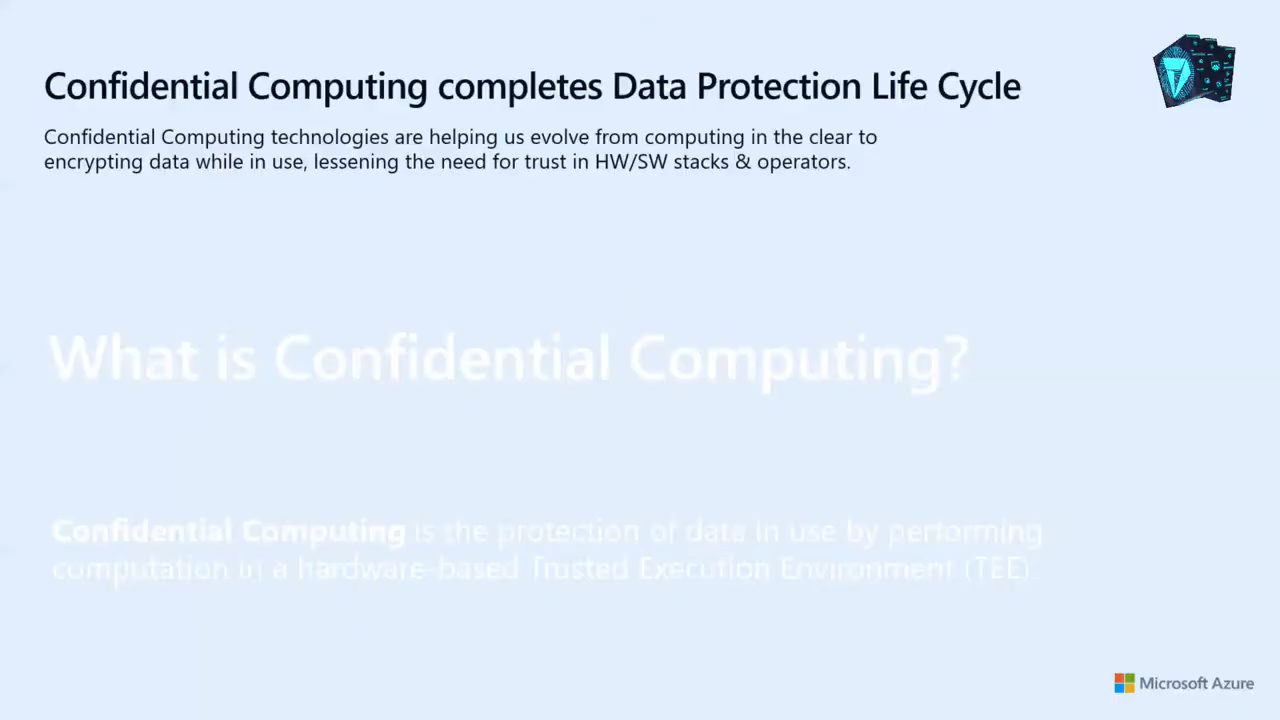 Confidential Computing completes Data Protection Life Cycle
Confidential Computing technologies are helping us evolve from computing in the clear to
encrypting data while in use, lessening the need for trust in HW/SW stacks & operators.
What is Confidential Computing?
Confidential Computing is the protection of data in use by performing
computation in a hardware-based Trusted Execution Environment (TEE).
Microsoft Azure